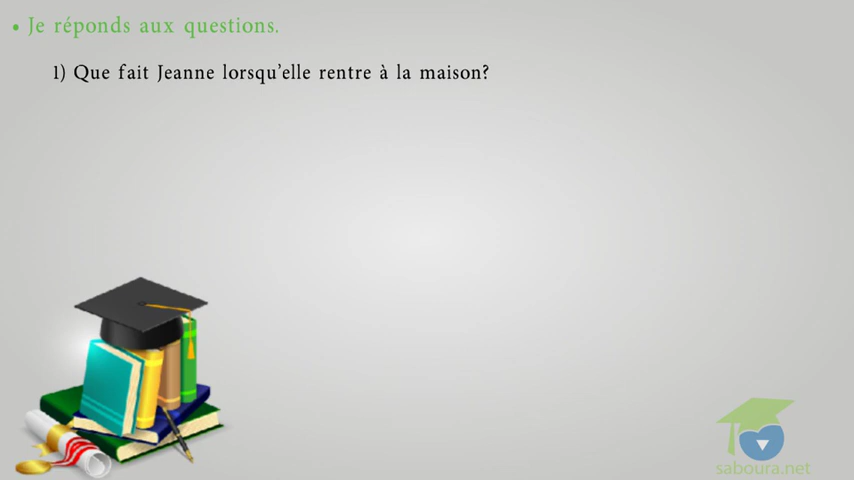 • Je réponds aux questions.
1) Que fait Jeanne lorsqu'elle rentre à la maison?
saboura.net